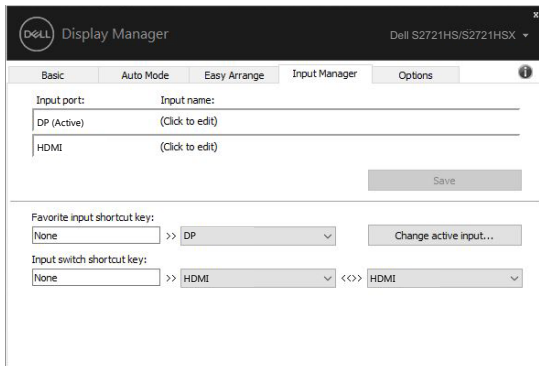 x
DELL Display Manager Dell S2721HS/S2721HSX
Basic Auto Mode Easy Arrange Input Manager Options
Input port: Input name:
DP (Active) (Click to edit)
HDMI (Click to edit)
Save
Favorite input shortcut key:
None >> DP Change active input...
Input switch shortcut key:
None >> HDMI <<>> HDMI